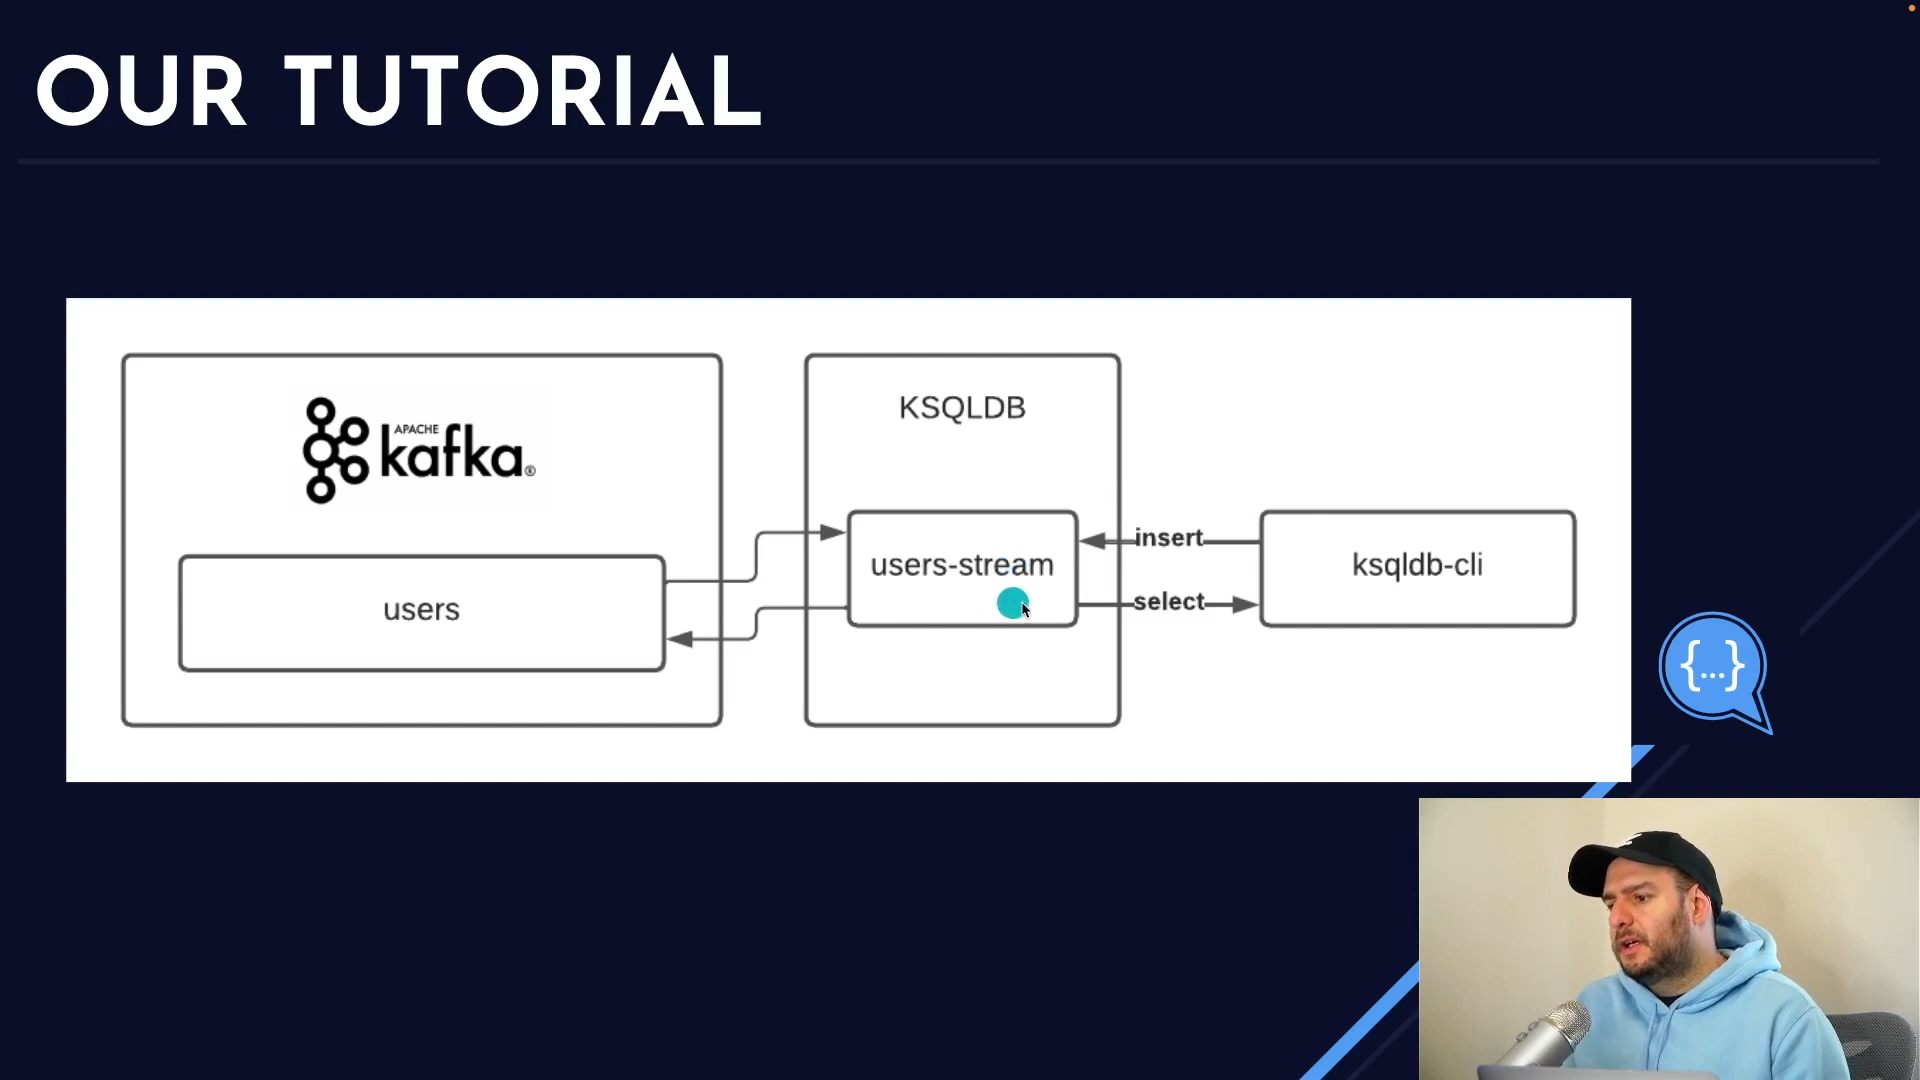 OUR TUTORIAL
APACHE
kafka®
KSQLDB
users
users-stream
insert
select
ksqldb-cli
{...}